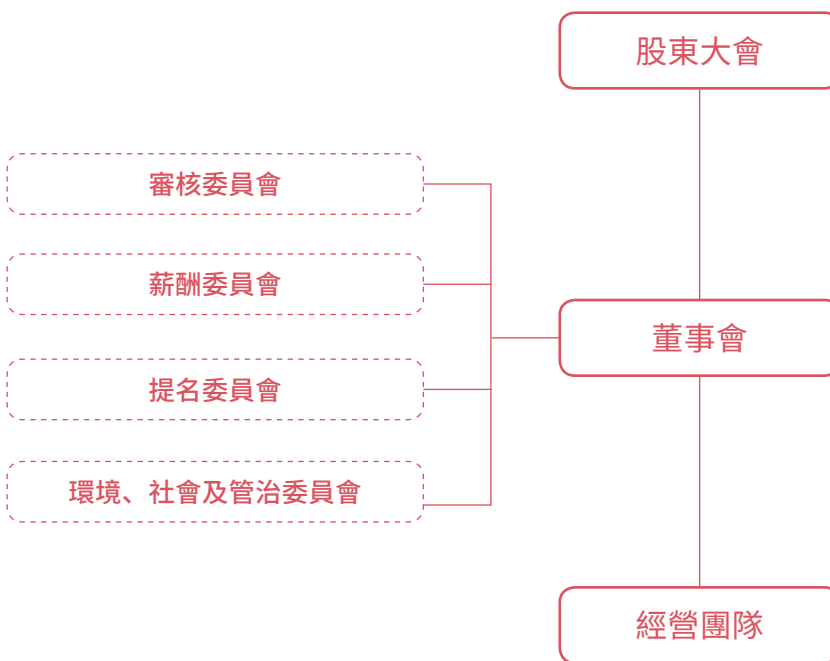 股東大會
審核委員會
薪酬委員會
董事會
提名委員會
環境、社會及管治委員會
經營團隊